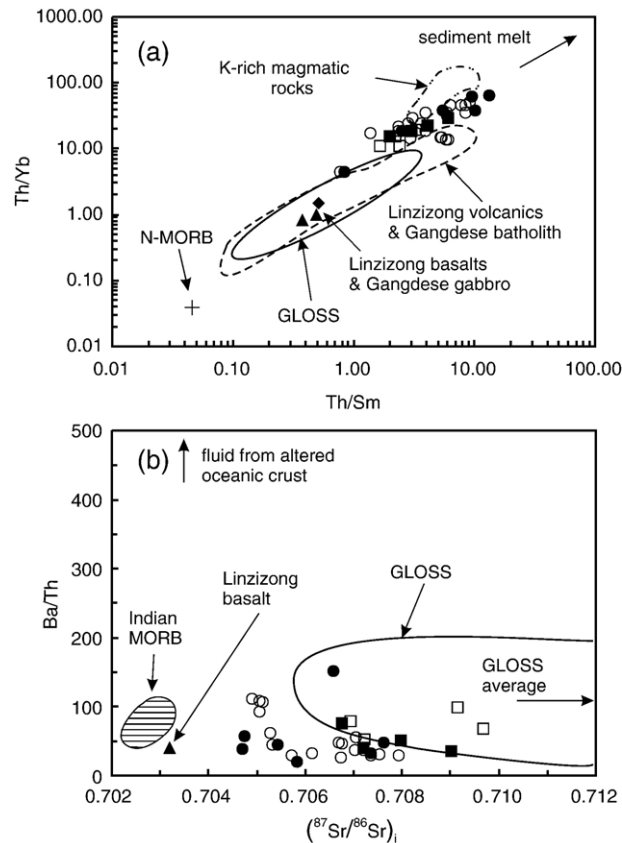 1000.00
(a)
sediment melt
K-rich magmatic
rocks
100.00
10.00
Th/Yb
1.00
Linzizong volcanics
& Gangdese batholith
N-MORB
Linzizong basalts
& Gangdese gabbro
0.10
GLOSS
0.01
0.01
0.10
1.00
10.00
100.00
Th/Sm
500
(b)
fluid from altered
oceanic crust
400
Linzizong
basalt
GLOSS
300
Ba/Th
Indian
MORB
200
GLOSS
average
100
0
0.702
0.704
0.706
0.708
0.710
0.712
(⁸⁷Sr/⁸⁶Sr)ᵢ